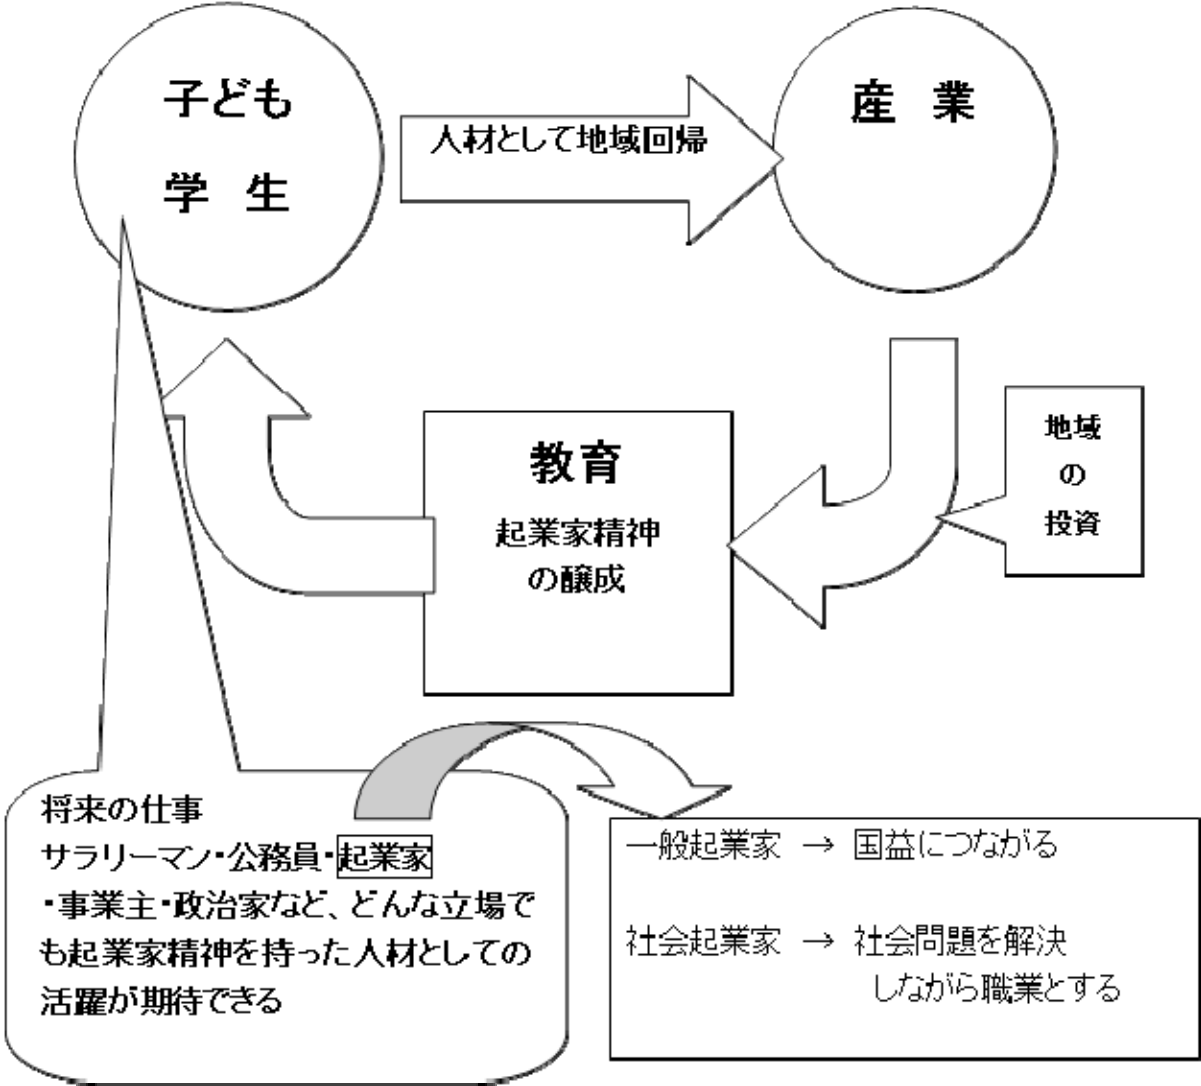 子ども
学 生
人材として地域回帰
産 業
教育
起業家精神
の醸成
地域
の
投資
将来の仕事
サラリーマン・公務員・起業家
・事業主・政治家など、どんな立場で
も起業家精神を持った人材としての
活躍が期待できる
一般起業家 → 国益につながる
社会起業家 → 社会問題を解決
しながら職業とする